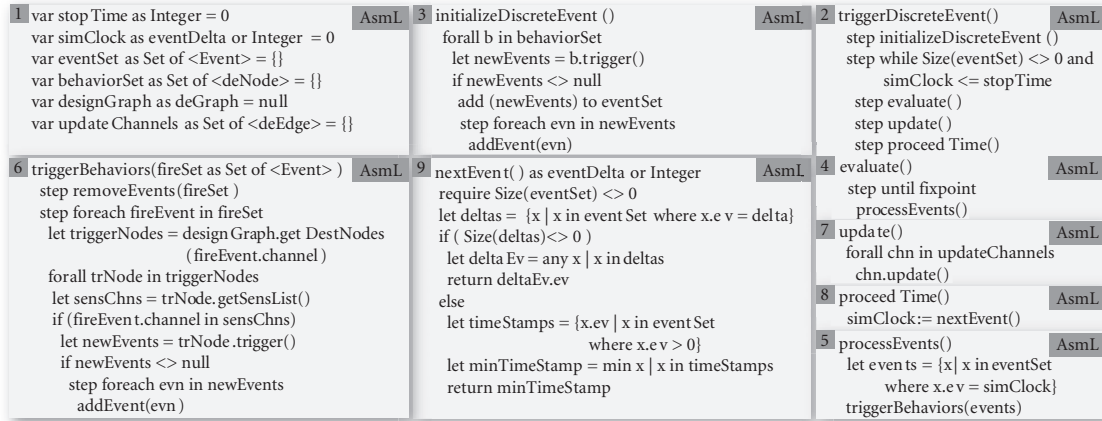 1 var stop Time as Integer = 0 AsmL
var simClock as eventDelta or Integer = 0
var eventSet as Set of <Event> = {}
var behaviorSet as Set of <deNode> = {}
var designGraph as deGraph = null
var update Channels as Set of <deEdge> = {}
3 initializeDiscreteEvent () AsmL
forall b in behaviorSet
let newEvents = b.trigger()
if newEvents <> null
add (newEvents) to eventSet
step foreach evn in newEvents
addEvent(evn)
2 triggerDiscreteEvent() AsmL
step initializeDiscreteEvent ()
step while Size(eventSet) <> 0 and
simClock <= stopTime
step evaluate( )
step update()
step proceed Time()
6 triggerBehaviors(fireSet as Set of <Event> ) AsmL
step removeEvents(fireSet )
step foreach fireEvent in fireSet
let triggerNodes = design Graph.get DestNodes
(fireEvent.channel )
forall trNode in triggerNodes
let sensChns = trNode.getSensList()
if (fireEvent.channel in sensChns)
let newEvents = trNode .trigger()
if newEvents <> null
step foreach evn in newEvents
addEvent(evn )
9 nextEvent( ) as eventDelta or Integer AsmL
require Size(eventSet) <> 0
let deltas = {x | x in event Set where x.e v = delta}
if ( Size(deltas)<> 0 )
let delta Ev = any x | x in deltas
return deltaEv.ev
else
let timeStamps = {x.ev | x in event Set
where x.e v > 0}
let minTimeStamp = min x | x in timeStamps
return minTimeStamp
4 evaluate() AsmL
step until fixpoint
processEvents()
7 update() AsmL
forall chn in updateChannels
chn.update()
8 proceed Time() AsmL
simClock:= nextEvent()
5 processEvents() AsmL
let events = {x | x in eventSet
where x.e v = simClock}
triggerBehaviors(events)